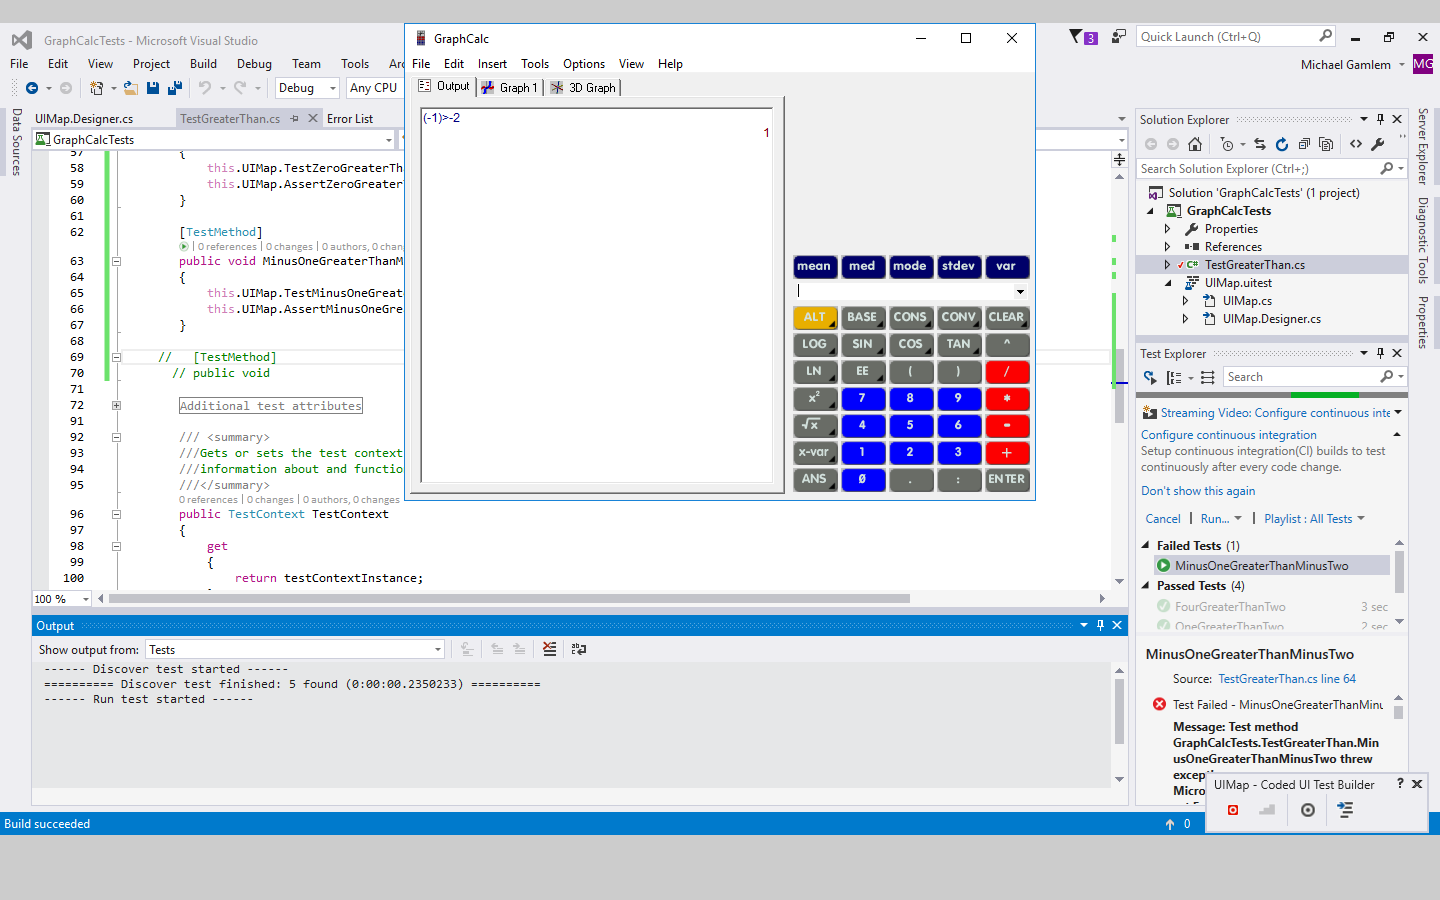 GraphCalcTests - Microsoft Visual Studio
3
Quick Launch (Ctrl+Q)
File Edit View Project Build Debug Team Tools
Michael Gamlem MG
Debug Any CPU
UIMap.Designer.cs TestGreaterThan.cs Error List
GraphCalcTests
Data Sources
57 {
58 this.UIMap.TestZeroGreaterTh
59 this.UIMap.AssertZeroGreater
60 }
61
62 [TestMethod]
0 references | 0 changes | 0 authors, 0 chan
63 public void MinusOneGreaterThanM
64 {
65 this.UIMap.TestMinusOneGreat
66 this.UIMap.AssertMinusOneGre
67 }
68
69 // [TestMethod]
70 // public void
71
72 Additional test attributes
91
92 /// <summary>
93 ///Gets or sets the test context
94 ///information about and functio
95 ///</summary>
0 references | 0 changes | 0 authors, 0 changes
96 public TestContext TestContext
97 {
98 get
99 {
100 return testContextInstance;
100 %
GraphCalc
File Edit Insert Tools Options View Help
Output Graph 1 3D Graph
(-1)>-2
1
mean med mode stdev var
ALT BASE CONS CONV CLEAR
LOG SIN COS TAN ^
LN EE ( ) /
x² 7 8 9 *
√x 4 5 6 -
x-var 1 2 3 +
ANS 0 . : ENTER
Output
Show output from: Tests
------ Discover test started ------
========== Discover test finished: 5 found (0:00:00.2350233) ==========
------ Run test started ------
Solution Explorer
Search Solution Explorer (Ctrl+;)
Solution 'GraphCalcTests' (1 project)
GraphCalcTests
Properties
References
C# TestGreaterThan.cs
UIMap.uitest
UIMap.cs
UIMap.Designer.cs
Test Explorer
Search
Streaming Video: Configure continuous inte
Configure continuous integration
Setup continuous integration(CI) builds to test
continuously after every code change.
Don't show this again
Cancel | Run... | Playlist : All Tests
Failed Tests (1)
MinusOneGreaterThanMinusTwo
Passed Tests (4)
FourGreaterThanTwo 3 sec
OneGreaterThanTwo 2 sec
MinusOneGreaterThanMinusTwo
Source: TestGreaterThan.cs line 64
Test Failed - MinusOneGreaterThanMinu
Message: Test method
GraphCalcTests.TestGreaterThan.Min
usOneGreaterThanMinusTwo threw
Micro
Server Explorer
Diagnostic Tools
Properties
UIMap - Coded UI Test Builder ?
Build succeeded
0